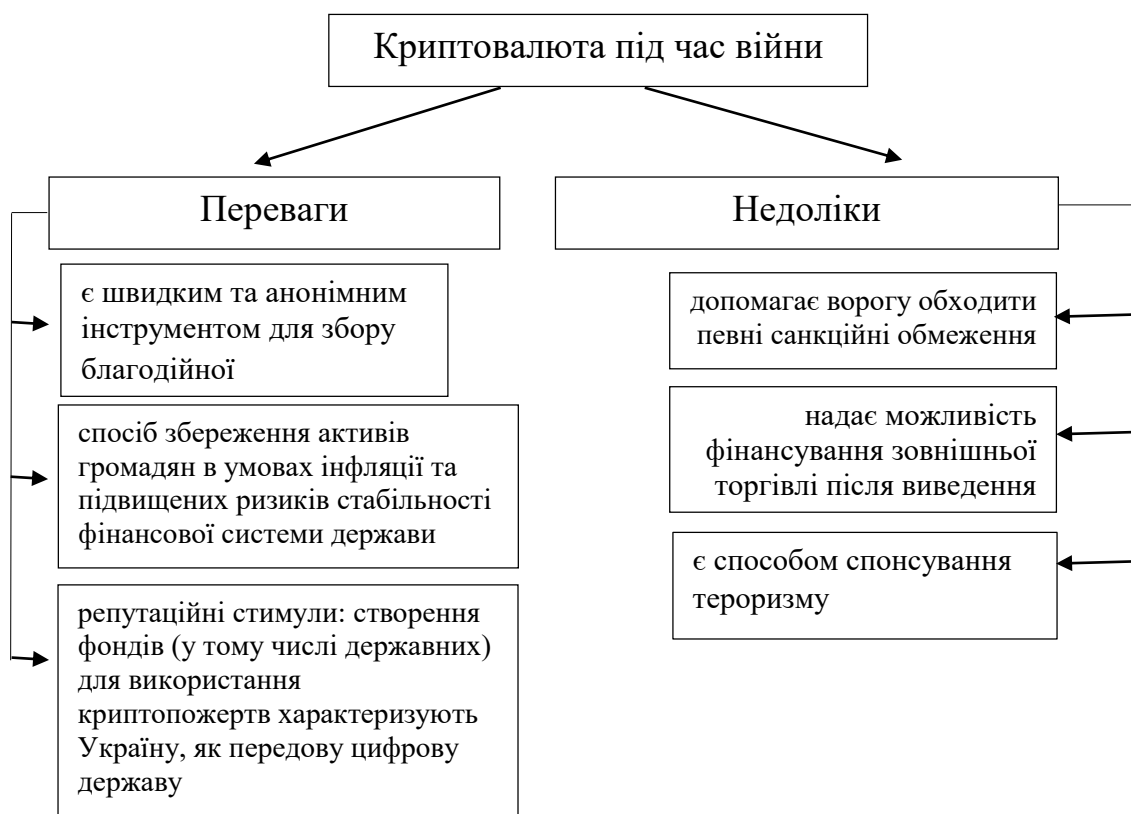 Криптовалюта під час війни
Переваги
Недоліки
є швидким та анонімним
інструментом для збору
благодійної
спосіб збереження активів
громадян в умовах інфляції та
підвищених ризиків стабільності
фінансової системи держави
репутаційні стимули: створення
фондів (у тому числі державних)
для використання
криптопожертв характеризують
Україну, як передову цифрову
державу
допомагає ворогу обходити
певні санкційні обмеження
надає можливість
фінансування зовнішньої
торгівлі після виведення
є способом спонсування
тероризму